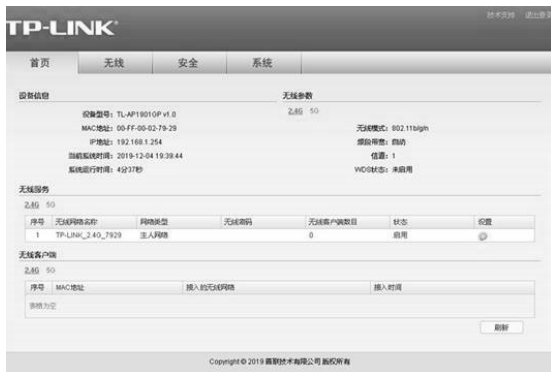 技术支持 退出登录
TP-LINK
首页 无线 安全 系统
设备信息
设备型号: TL-AP1901GP v1.0
MAC地址: 00-FF-00-02-79-29
IP地址: 192.168.1.254
当前系统时间: 2019-12-04 19:39:44
系统运行时间: 4分37秒
无线参数
2.4G 5G
无线模式: 802.11b/g/n
频段带宽: 自动
信道: 1
WDS状态: 未启用
无线服务
2.4G 5G
序号 无线网络名称 网络类型 无线密码 无线客户端数目 状态 设置
1 TP-LINK_2.4G_7929 主人网络 0 启用
无线客户端
2.4G 5G
序号 MAC地址 接入的无线网络 接入时间
表格为空
刷新
Copyright © 2019 普联技术有限公司 版权所有